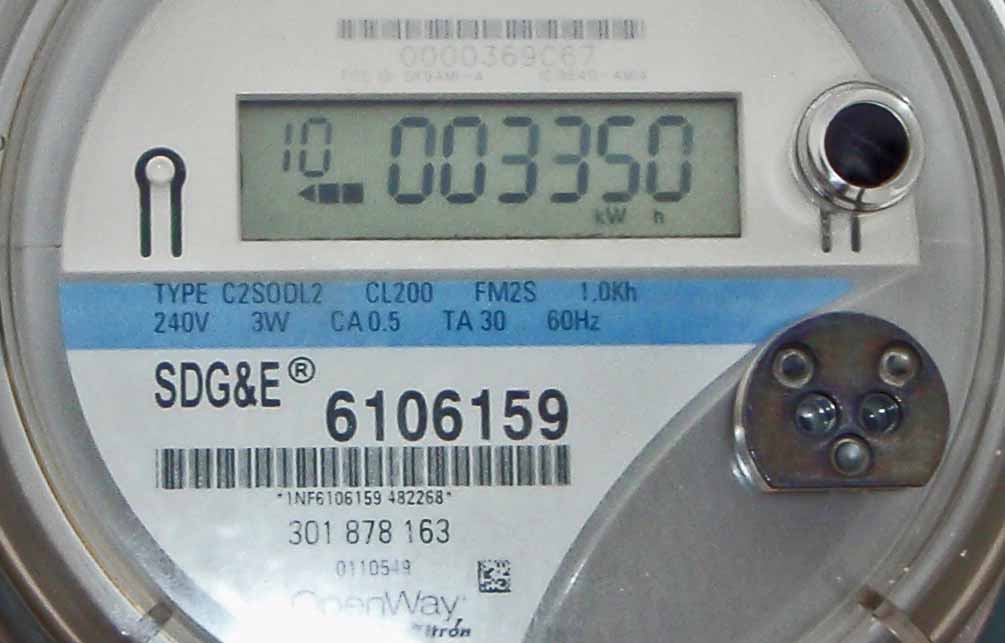 0000369C67
10 003350
kW h
TYPE C2SODL2 CL200 FM2S 1.0Kh
240V 3W CA 0.5 TA 30 60Hz
SDG&E®
6106159
*1NF6106159 482268*
301 878 163
0110549
OpenWay
Itron